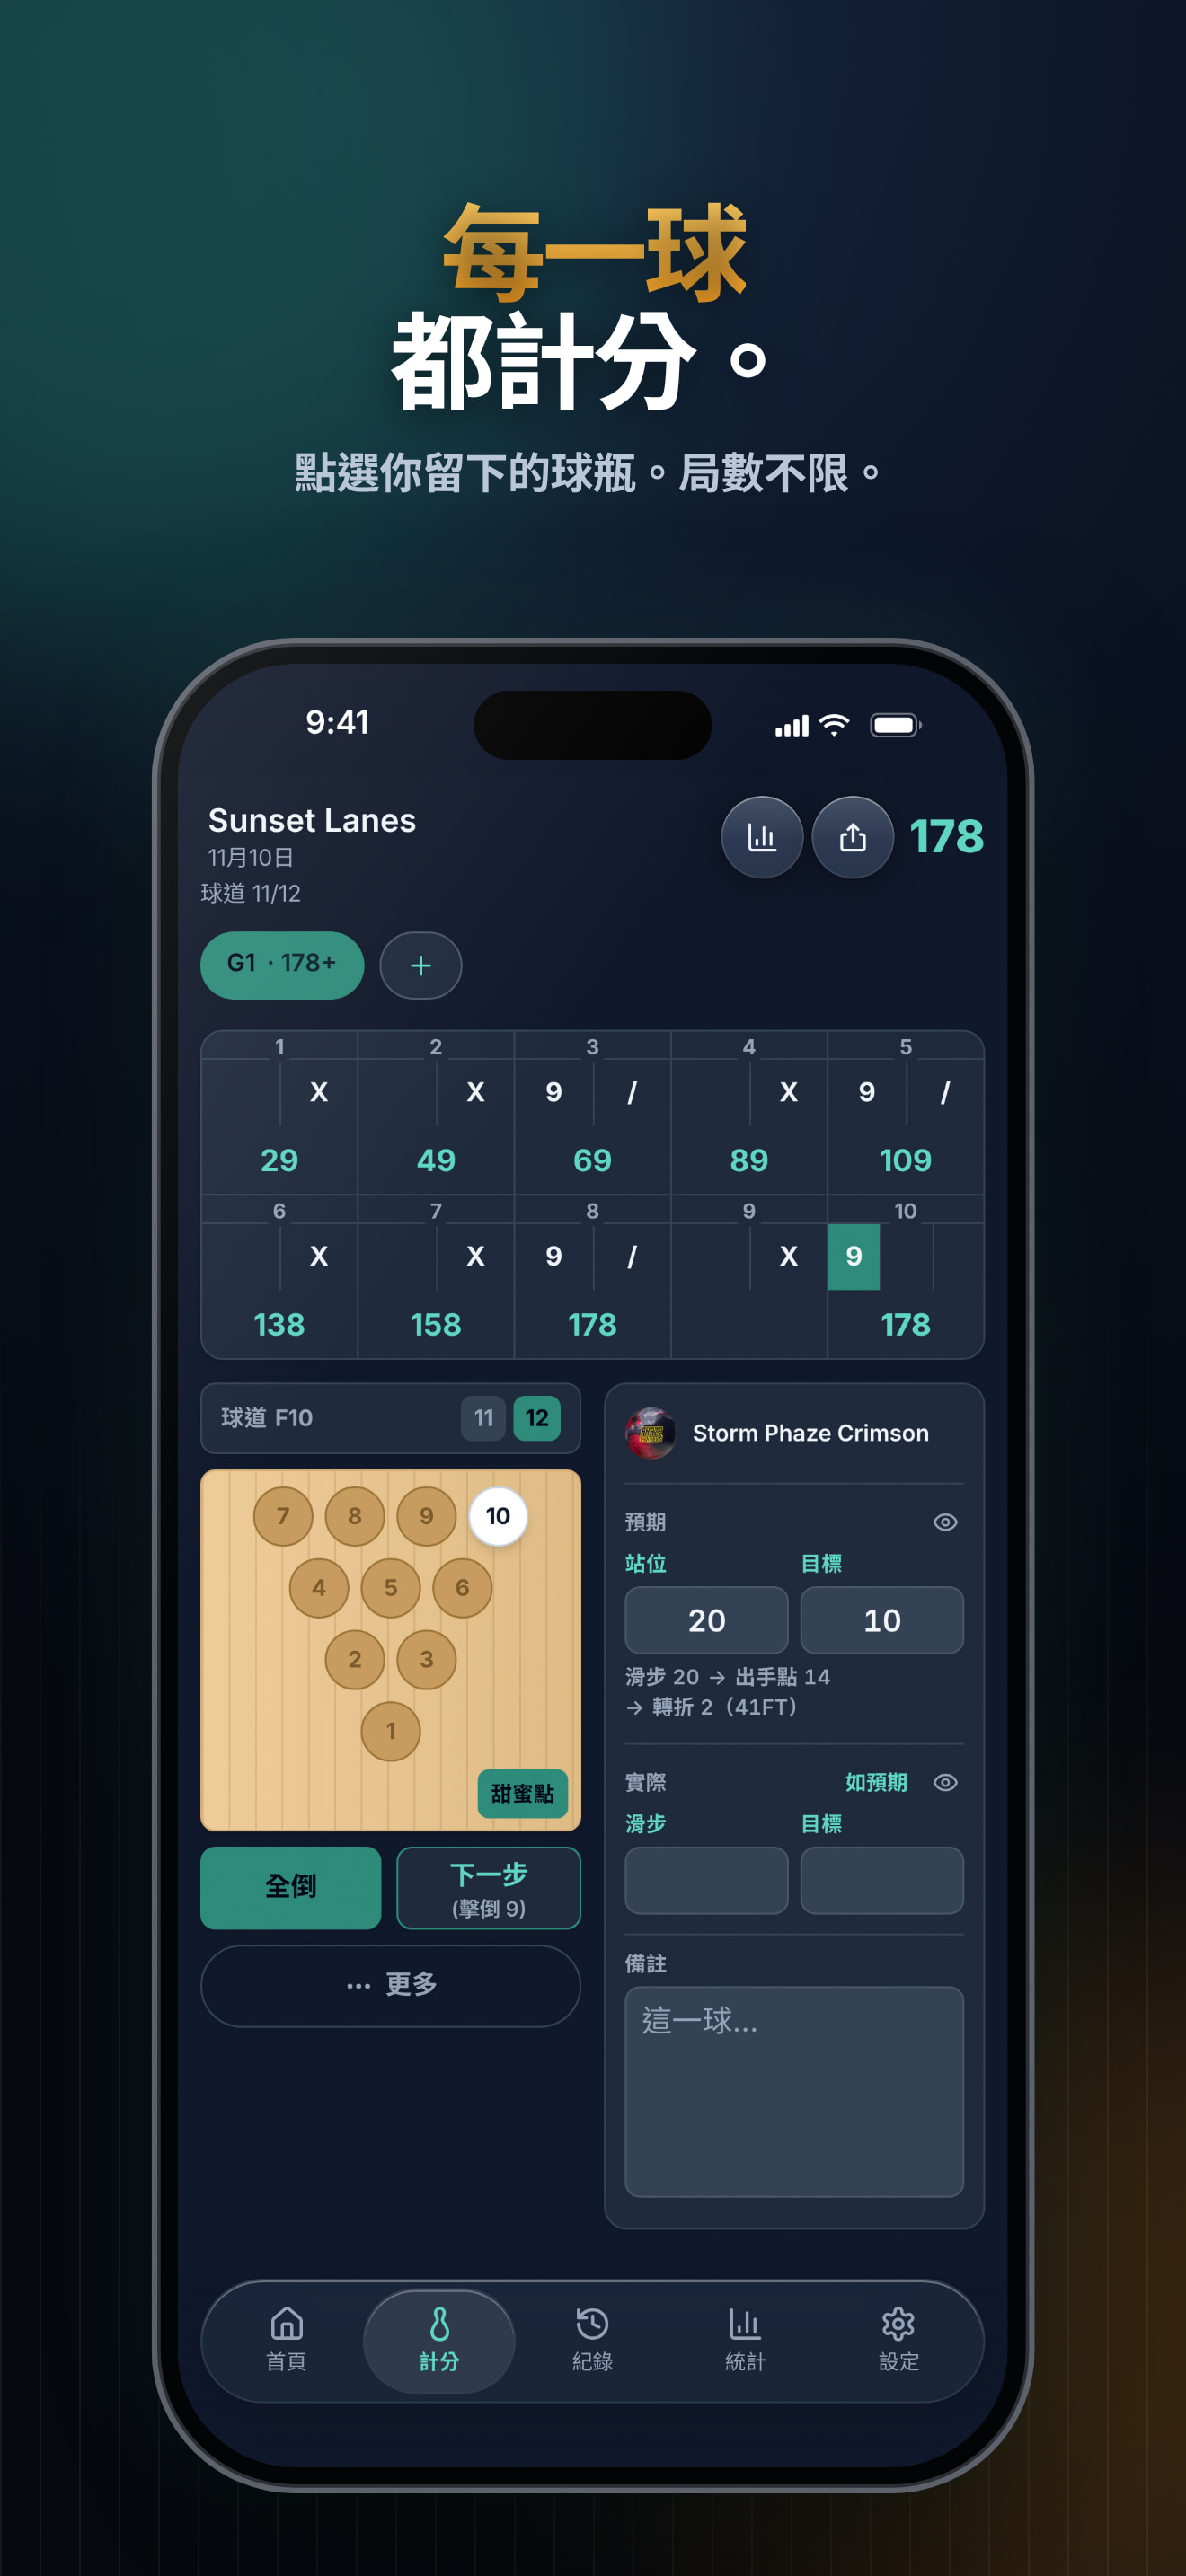 每一球
都計分。
點選你留下的球瓶。局數不限。
9:41
Sunset Lanes
11月10日
球道 11/12
178
G1 · 178+
+
1 2 3 4 5
X X 9 / X 9 /
29 49 69 89 109
6 7 8 9 10
X X 9 / X 9
138 158 178 178
球道 F10 11 12
7 8 9 10
4 5 6
2 3
1
甜蜜點
全倒
下一步
(擊倒 9)
··· 更多
Storm Phaze Crimson
預期
站位 目標
20 10
滑步 20 → 出手點 14
→ 轉折 2（41FT）
實際 如預期
滑步 目標
備註
這一球...
首頁 計分 紀錄 統計 設定